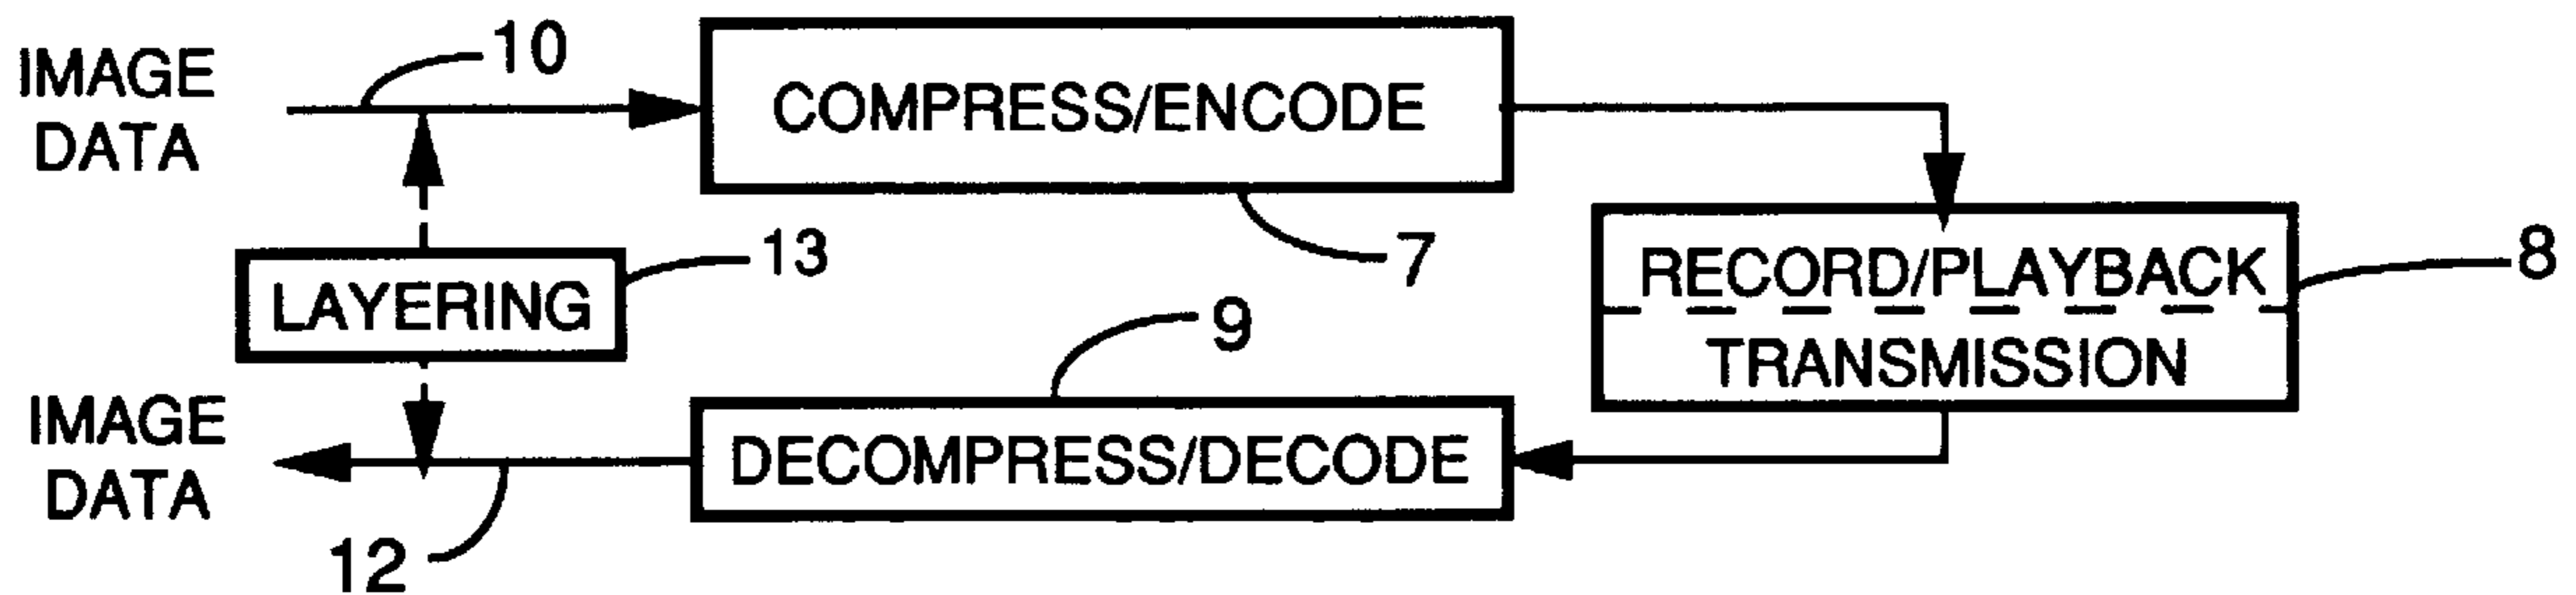 IMAGE
DATA
10
COMPRESS/ENCODE
7
RECORD/PLAYBACK
TRANSMISSION
8
LAYERING
13
9
DECOMPRESS/DECODE
IMAGE
DATA
12